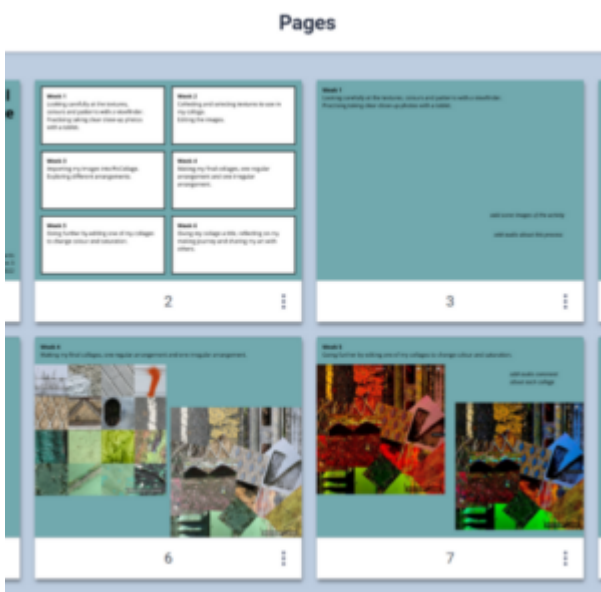 Pages
Week 1
Looking carefully at the textures,
colours and patterns with a viewfinder.
Practising taking clear close-up photos
with a tablet.
Week 2
Collecting and selecting textures to use in
my collage.
Editing the images.
Week 3
Importing my images into PicCollage.
Exploring different arrangements.
Week 4
Making my final collages, one regular
arrangement and one irregular
arrangement.
Week 5
Going further by editing one of my collages
to change colour and saturation.
Week 6
Giving my collage a title, reflecting on my
making journey and sharing my art with
others.
2
Week 1
Looking carefully at the textures, colours and patterns with a viewfinder.
Practising taking clear close-up photos with a tablet.
add some images of the activity
add audio about the process
3
Week 4
Making my final collages, one regular arrangement and one irregular arrangement.
6
Week 5
Going further by editing one of my collages to change colour and saturation.
add audio comment
about each collage
7